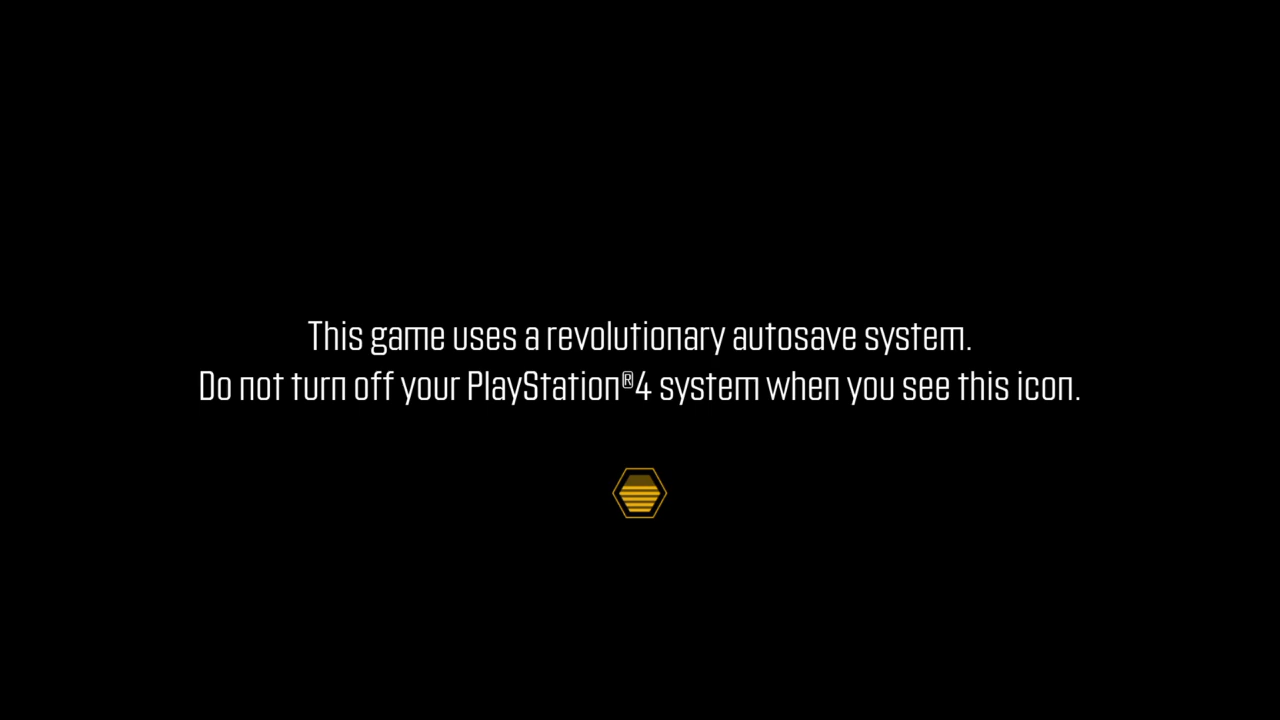 This game uses a revolutionary autosave system.
Do not turn off your PlayStation®4 system when you see this icon.